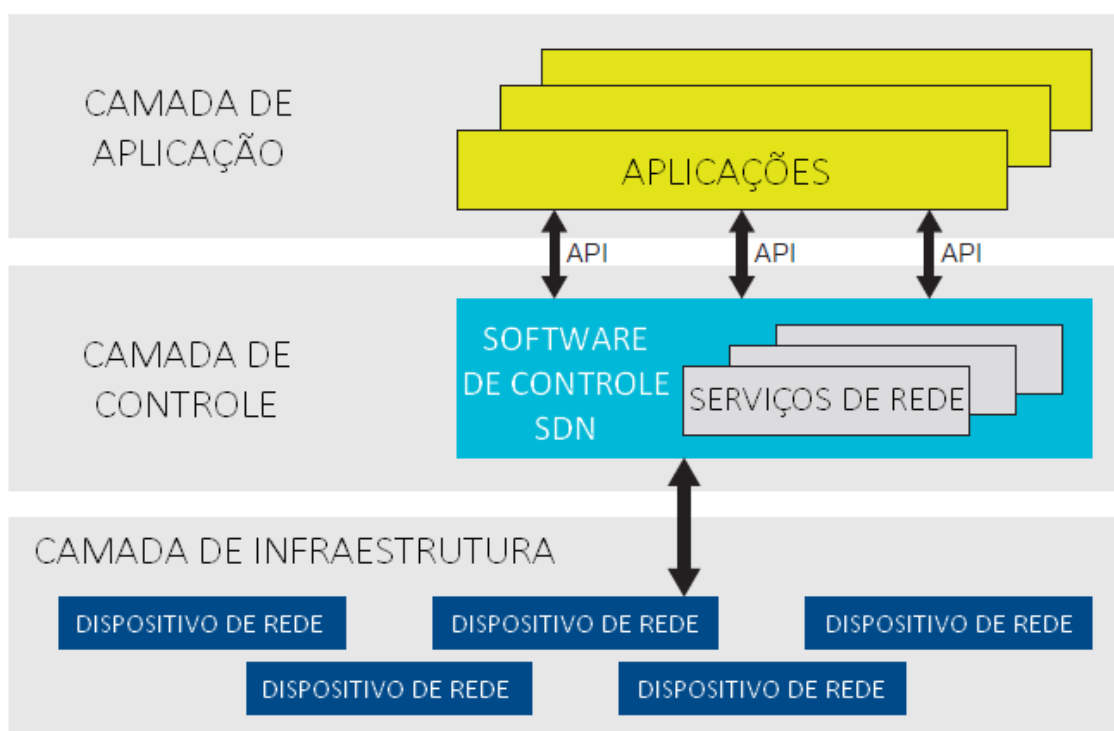 CAMADA DE
APLICAÇÃO
APLICAÇÕES
API
API
API
CAMADA DE
CONTROLE
SOFTWARE
DE CONTROLE
SDN
SERVIÇOS DE REDE
CAMADA DE INFRAESTRUTURA
DISPOSITIVO DE REDE
DISPOSITIVO DE REDE
DISPOSITIVO DE REDE
DISPOSITIVO DE REDE
DISPOSITIVO DE REDE